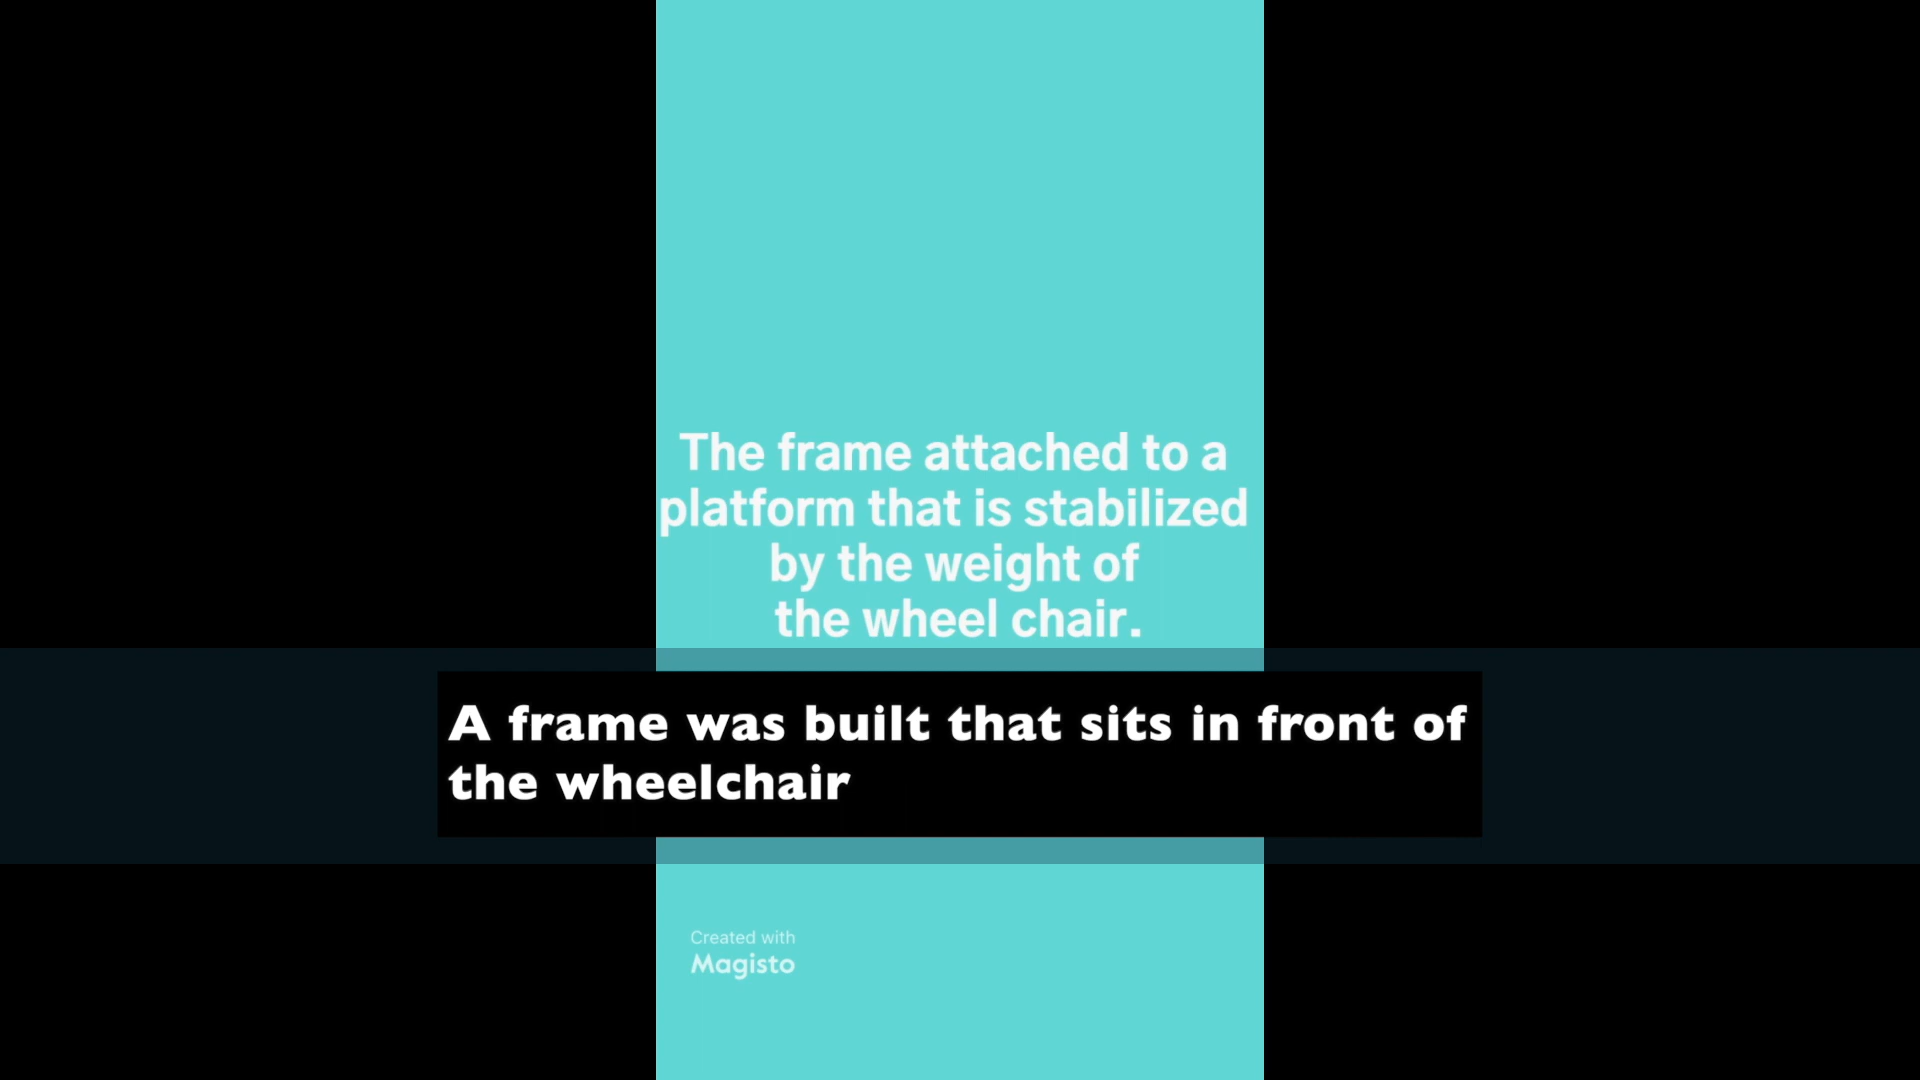 The frame attached to a
platform that is stabilized
by the weight of
the wheel chair.
A frame was built that sits in front of
the wheelchair
Created with
Magisto